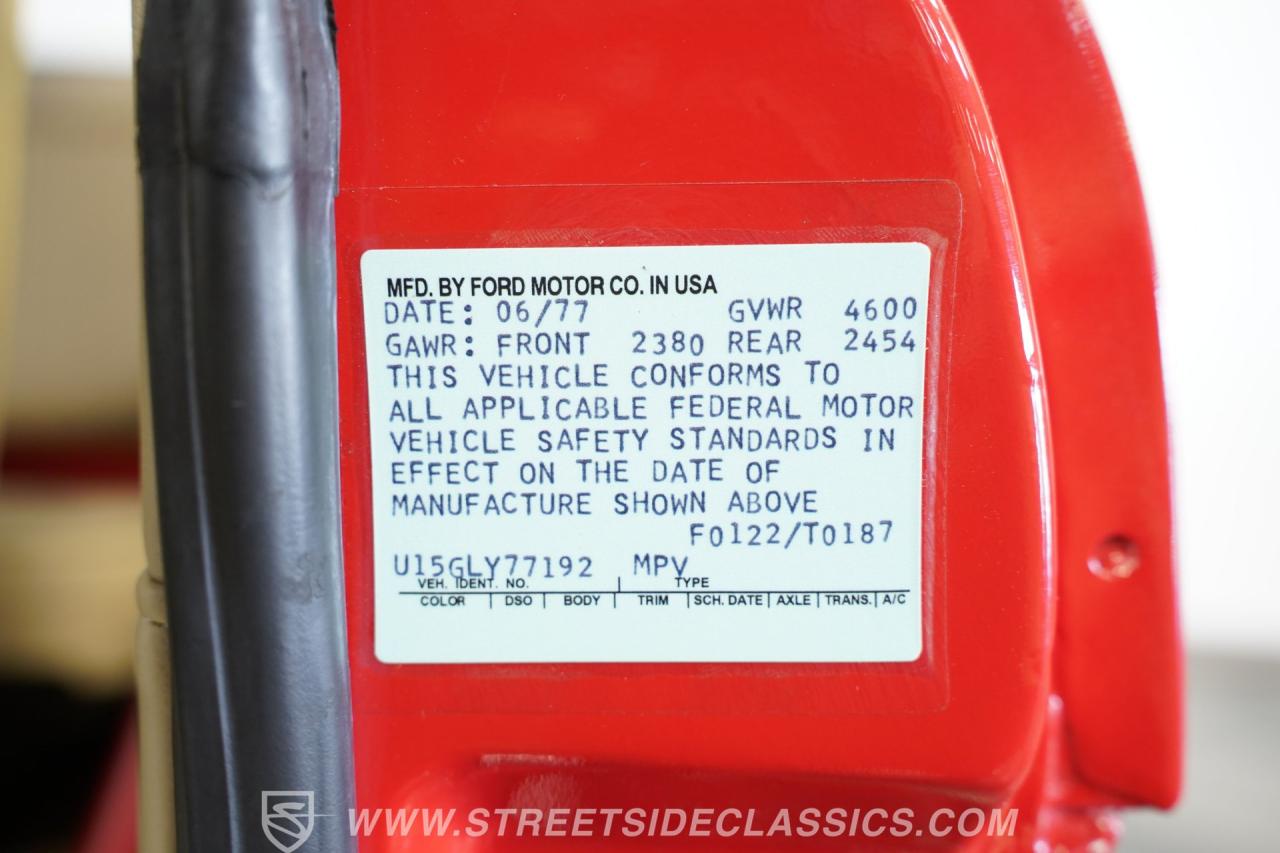 MFD. BY FORD MOTOR CO. IN USA
DATE: 06/77 GVWR 4600
GAWR: FRONT 2380 REAR 2454
THIS VEHICLE CONFORMS TO
ALL APPLICABLE FEDERAL MOTOR
VEHICLE SAFETY STANDARDS IN
EFFECT ON THE DATE OF
MANUFACTURE SHOWN ABOVE
F0122/T0187
U15GLY77192 MPV
VEH. IDENT. NO. TYPE
COLOR DSO BODY TRIM SCH. DATE AXLE TRANS. A/C
WWW.STREETSIDECLASSICS.COM